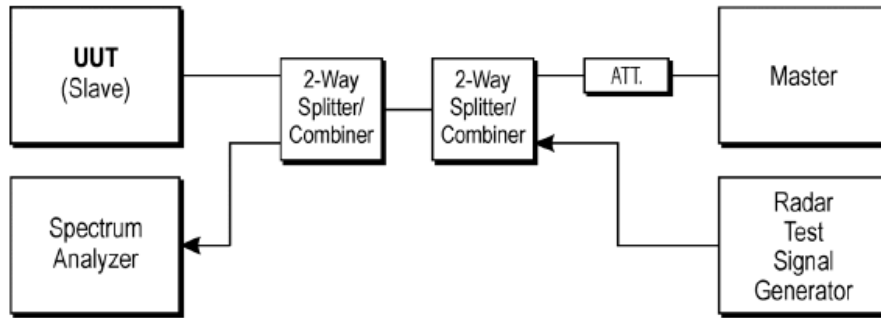 UUT
(Slave)
2-Way
Splitter/
Combiner
2-Way
Splitter/
Combiner
ATT.
Master
Spectrum
Analyzer
Radar
Test
Signal
Generator